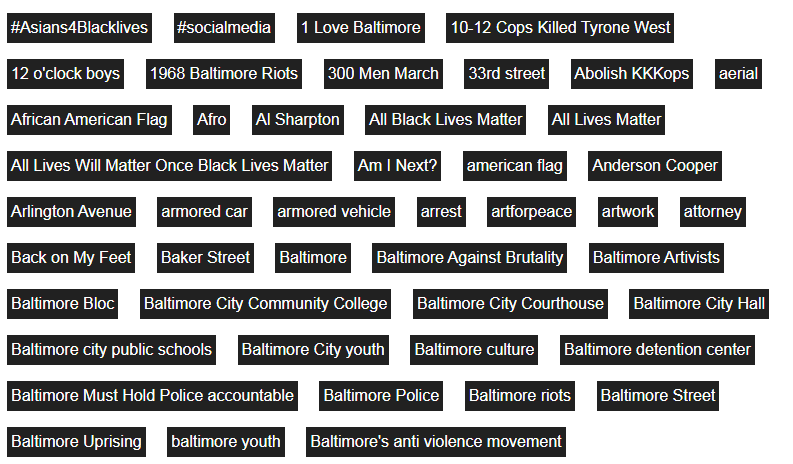 #Asians4Blacklives #socialmedia 1 Love Baltimore 10-12 Cops Killed Tyrone West
12 o'clock boys 1968 Baltimore Riots 300 Men March 33rd street Abolish KKKops aerial
African American Flag Afro Al Sharpton All Black Lives Matter All Lives Matter
All Lives Will Matter Once Black Lives Matter Am I Next? american flag Anderson Cooper
Arlington Avenue armored car armored vehicle arrest artforpeace artwork attorney
Back on My Feet Baker Street Baltimore Baltimore Against Brutality Baltimore Artivists
Baltimore Bloc Baltimore City Community College Baltimore City Courthouse Baltimore City Hall
Baltimore city public schools Baltimore City youth Baltimore culture Baltimore detention center
Baltimore Must Hold Police accountable Baltimore Police Baltimore riots Baltimore Street
Baltimore Uprising baltimore youth Baltimore's anti violence movement